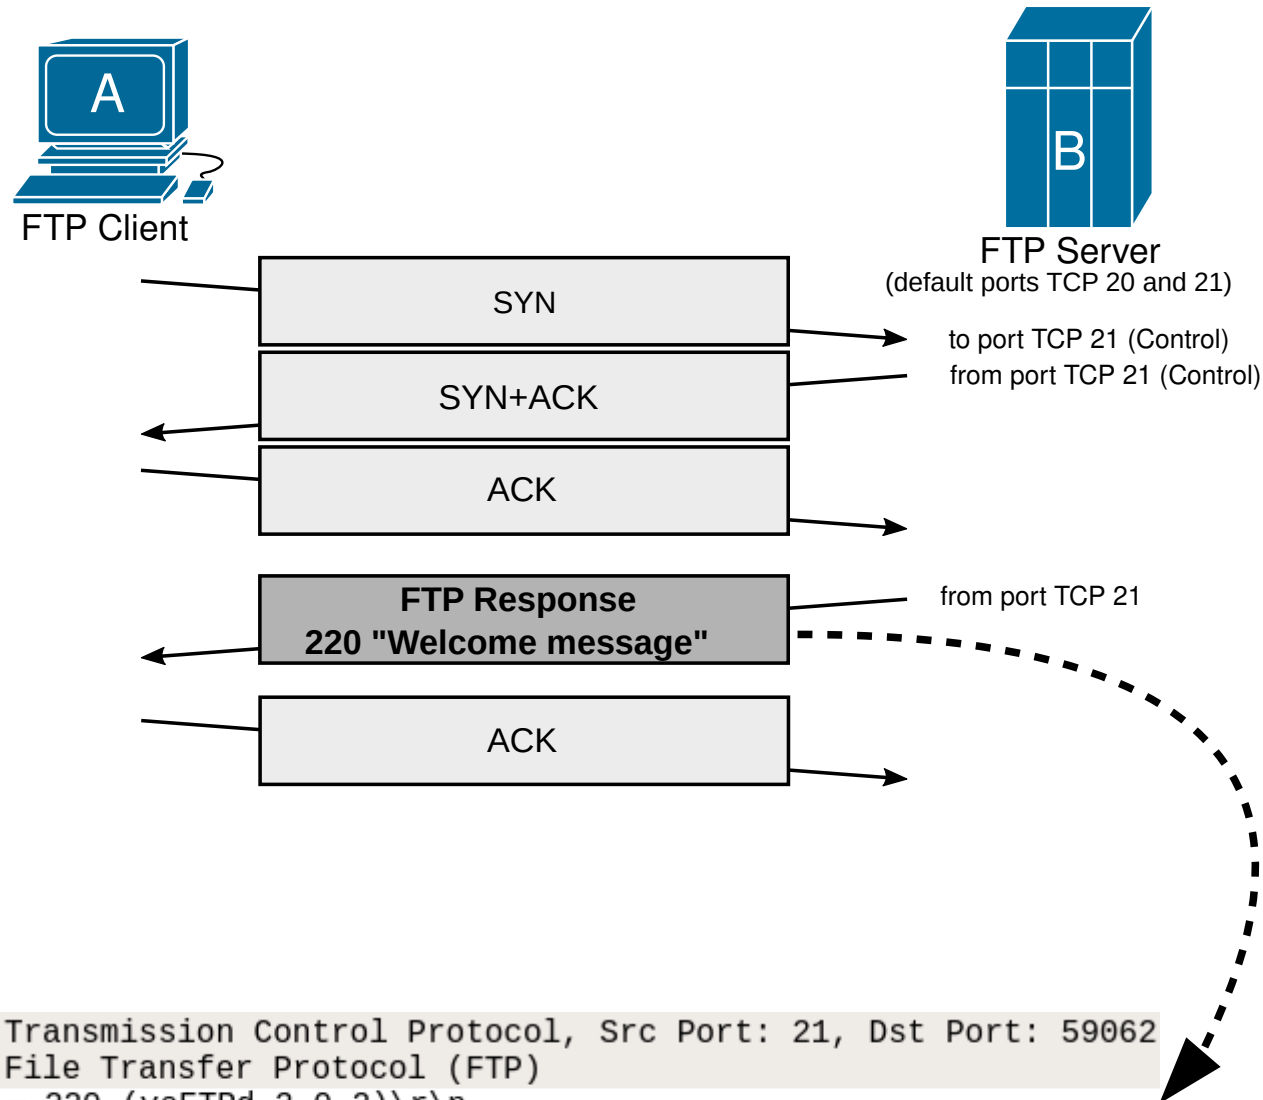 A
B
FTP Client
FTP Server
(default ports TCP 20 and 21)
SYN
to port TCP 21 (Control)
from port TCP 21 (Control)
SYN+ACK
ACK
FTP Response
220 "Welcome message"
from port TCP 21
ACK
Transmission Control Protocol, Src Port: 21, Dst Port: 59062
File Transfer Protocol (FTP)
220